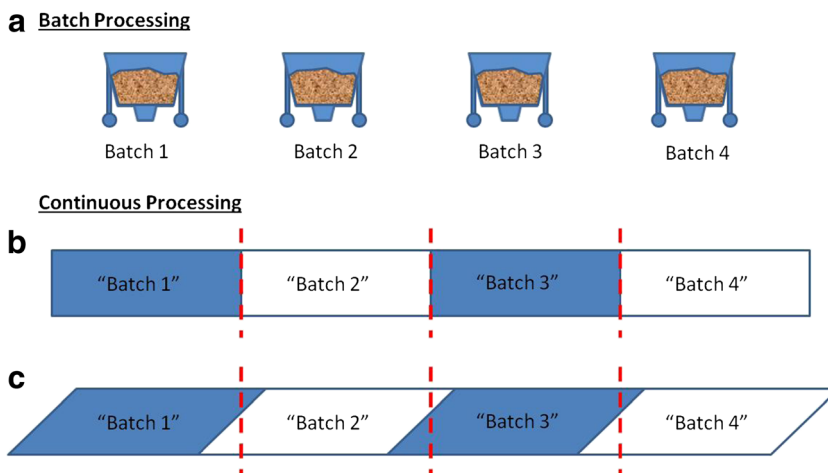 a Batch Processing
Batch 1 Batch 2 Batch 3 Batch 4
Continuous Processing
b
“Batch 1” “Batch 2” “Batch 3” “Batch 4”
c
“Batch 1” “Batch 2” “Batch 3” “Batch 4”